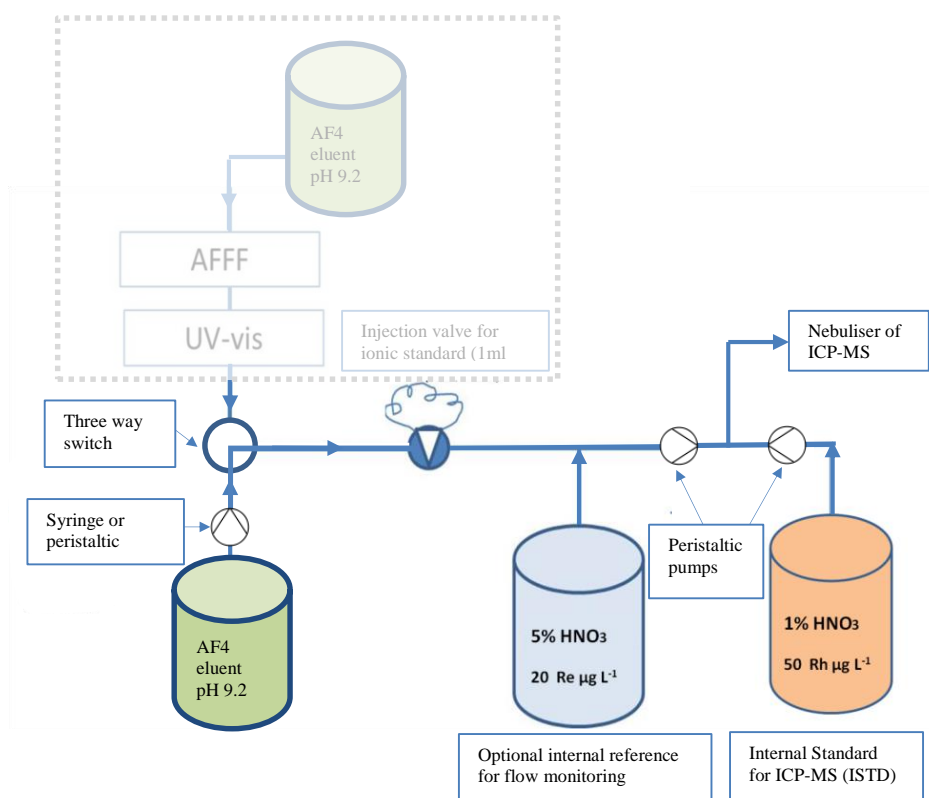 AF4
eluent
pH 9.2
AFFF
UV-vis
Injection valve for
ionic standard (1ml
Nebuliser of
ICP-MS
Three way
switch
Syringe or
peristaltic
Peristaltic
pumps
AF4
eluent
pH 9.2
5% HNO₃
20 Re µg L⁻¹
1% HNO₃
50 Rh µg L⁻¹
Optional internal reference
for flow monitoring
Internal Standard
for ICP-MS (ISTD)